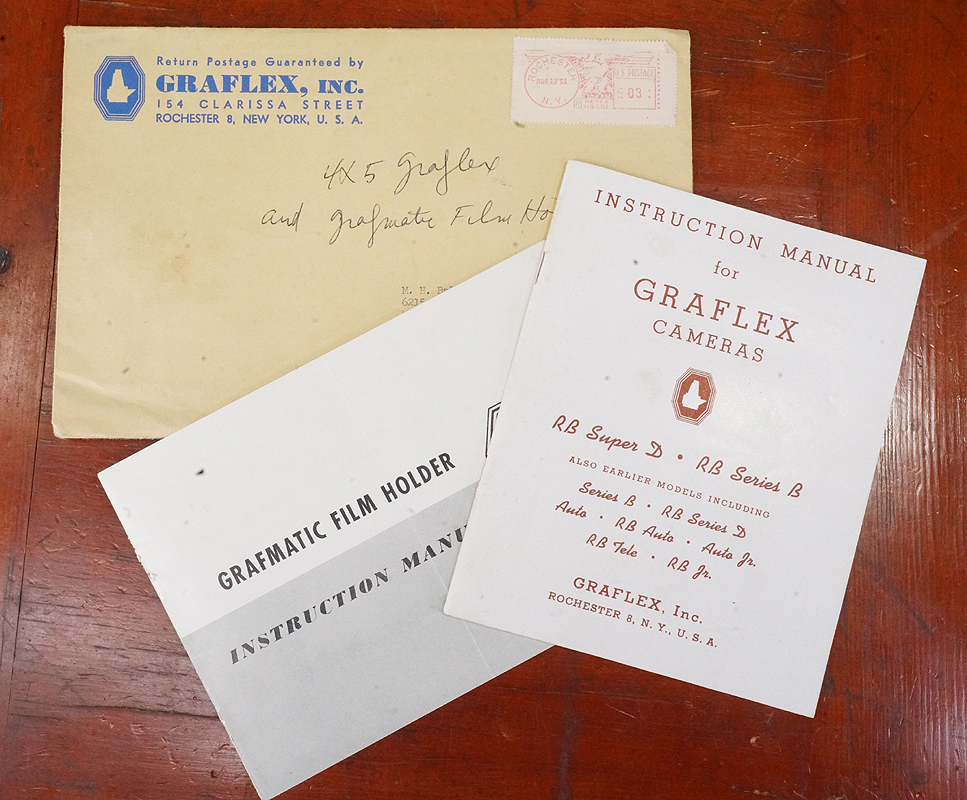 Return Postage Guaranteed by
GRAFLEX, INC.
154 CLARISSA STREET
ROCHESTER 8, NEW YORK, U. S. A.
ROCHESTER
N.Y.
U.S. POSTAGE
03
4X5 Graflex
and grafmatic Film Ho
M. E.
INSTRUCTION MANUAL
for
GRAFLEX
CAMERAS
RB Super D • RB Series B
ALSO EARLIER MODELS INCLUDING
Series B • RB Series D
Auto • RB Auto • Auto Jr.
RB Tele • RB Jr.
GRAFLEX, Inc.
ROCHESTER 8, N. Y., U. S. A.
GRAFMATIC FILM HOLDER
INSTRUCTION MANU